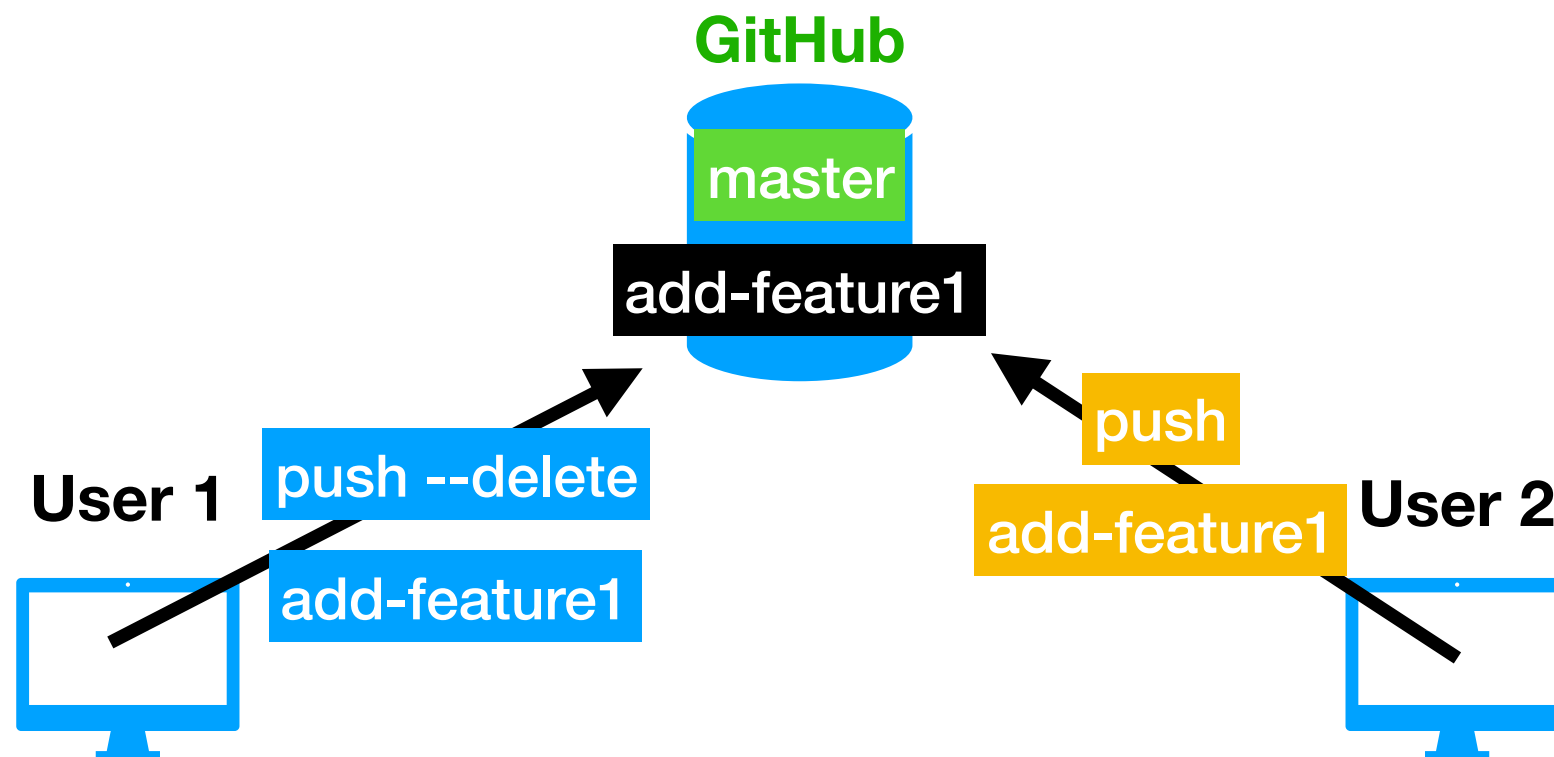 GitHub
master
add-feature1
User 1
push --delete
add-feature1
push
add-feature1
User 2